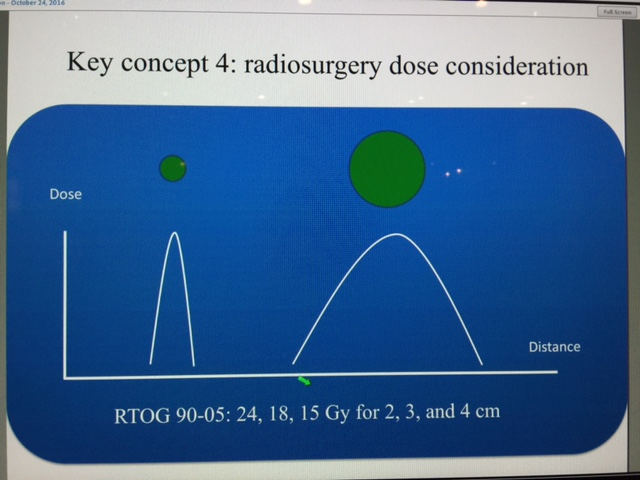 n - October 24, 2016
Full Screen
Key concept 4: radiosurgery dose consideration
Dose
Distance
RTOG 90-05: 24, 18, 15 Gy for 2, 3, and 4 cm